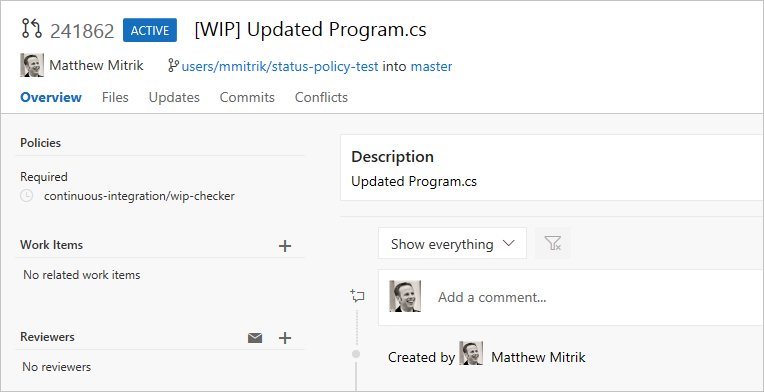 241862 ACTIVE [WIP] Updated Program.cs
Matthew Mitrik users/mmitrik/status-policy-test into master
Overview Files Updates Commits Conflicts
Policies
Required
continuous-integration/wip-checker
Work Items
No related work items
Reviewers
No reviewers
Description
Updated Program.cs
Show everything
Add a comment...
Created by Matthew Mitrik